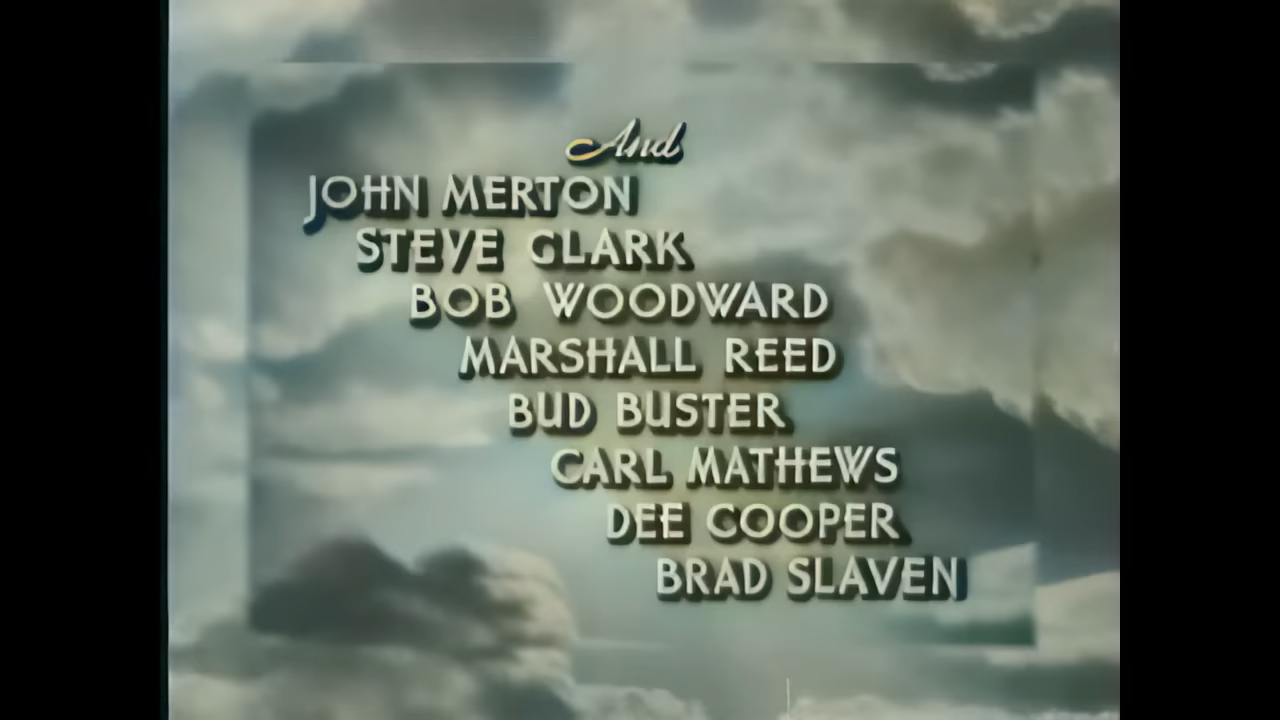 And
JOHN MERTON
STEVE CLARK
BOB WOODWARD
MARSHALL REED
BUD BUSTER
CARL MATHEWS
DEE COOPER
BRAD SLAVEN